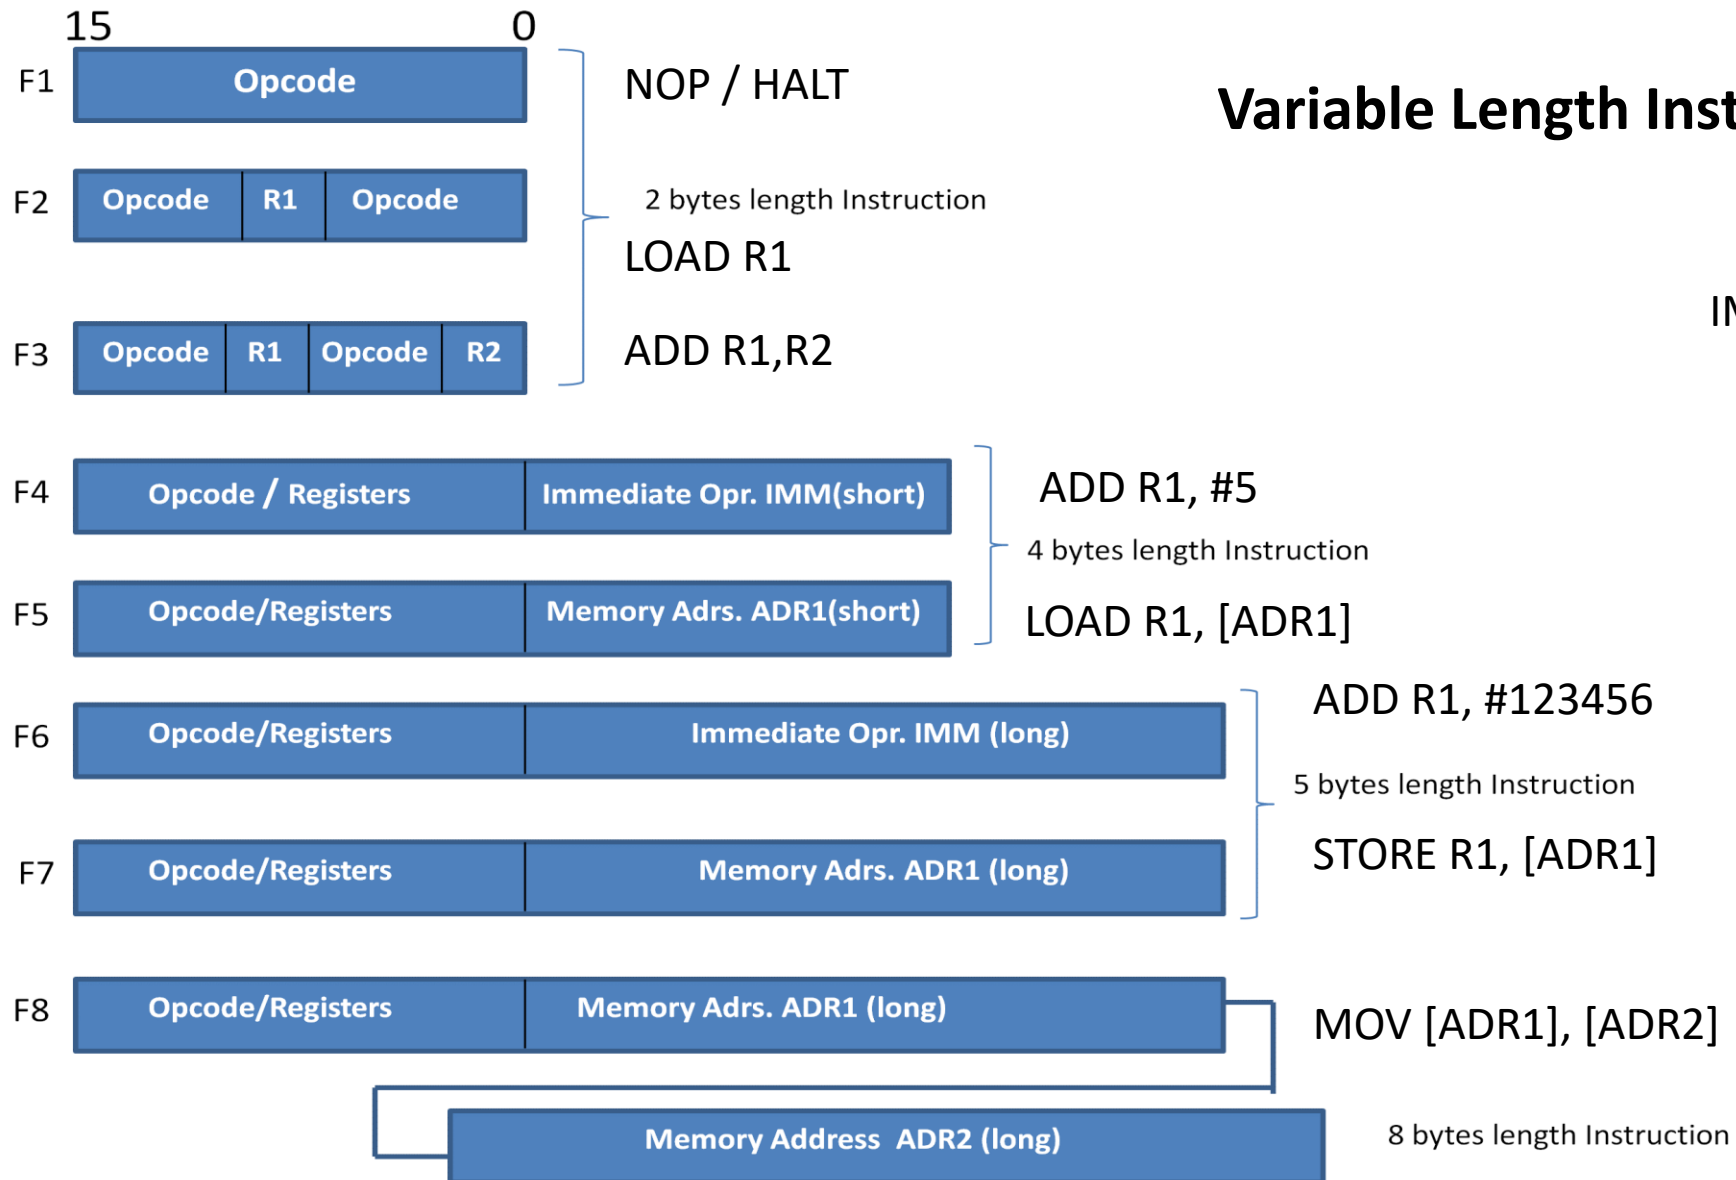 15 0
F1 Opcode NOP / HALT
Variable Length Inst
F2 Opcode R1 Opcode
2 bytes length Instruction
LOAD R1
IM
F3 Opcode R1 Opcode R2 ADD R1,R2
F4 Opcode / Registers Immediate Opr. IMM(short) ADD R1, #5
4 bytes length Instruction
F5 Opcode/Registers Memory Adrs. ADR1(short) LOAD R1, [ADR1]
F6 Opcode/Registers Immediate Opr. IMM (long) ADD R1, #123456
5 bytes length Instruction
F7 Opcode/Registers Memory Adrs. ADR1 (long) STORE R1, [ADR1]
F8 Opcode/Registers Memory Adrs. ADR1 (long) MOV [ADR1], [ADR2]
Memory Address ADR2 (long) 8 bytes length Instruction